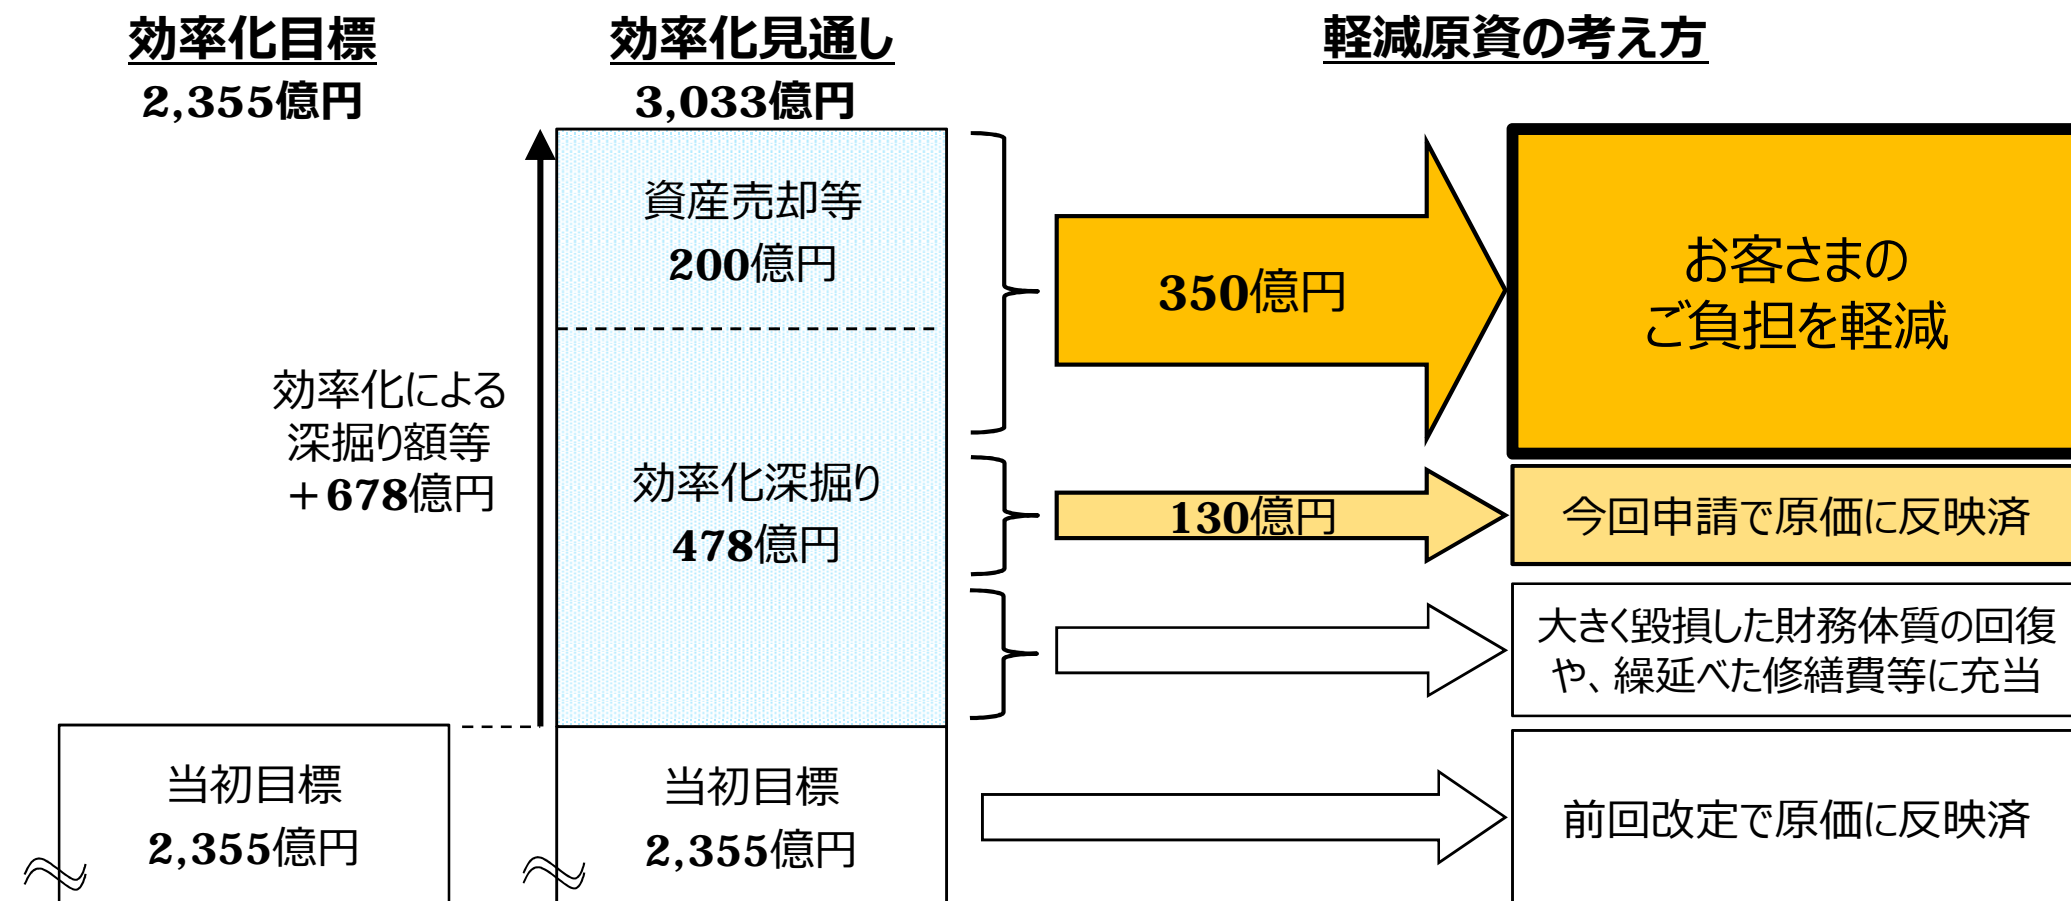 効率化目標
2,355億円
効率化見通し
3,033億円
軽減原資の考え方
資産売却等
200億円
効率化深掘り
478億円
効率化による
深掘り額等
+678億円
当初目標
2,355億円
当初目標
2,355億円
350億円
お客さまの
ご負担を軽減
130億円
今回申請で原価に反映済
大きく毀損した財務体質の回復
や、繰延べた修繕費等に充当
前回改定で原価に反映済